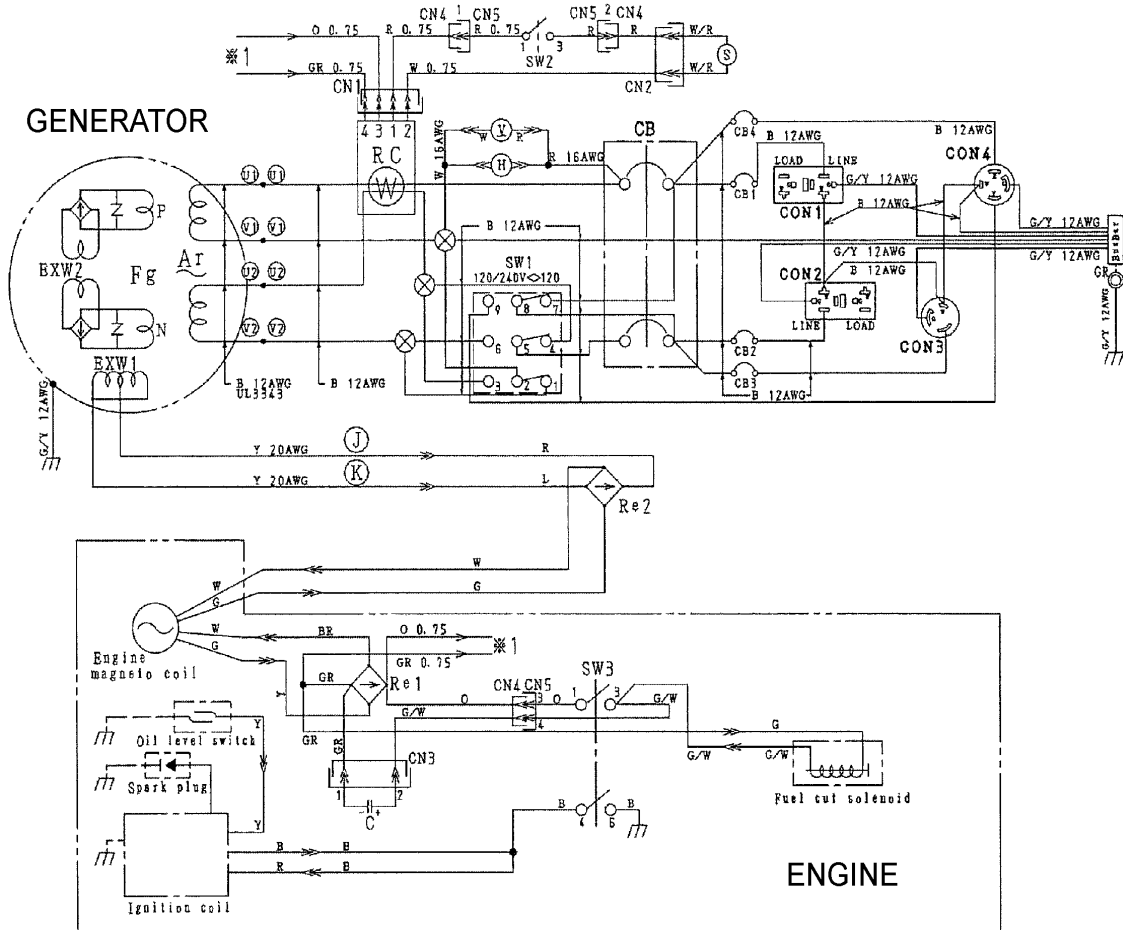 CN4 1 CN5
CN5 2 CN4
O 0.75
R 0.75
R 0.75
R
R
W/R
※1
1
3
SW2
S
GR 0.75
CN1
W 0.75
W/R
CN2
GENERATOR
4 3 1 2
RC
W
W 16AWG
W
V
R
H
R 16AWG
CB
CB4
B 12AWG
B 12AWG
CON4
LOAD
LINE
G/Y 12AWG
CB1
CON1
B 12AWG
G/Y 12AWG
G/Y 12AWG
BusBar
GR
G/Y 12AWG
P
EXW2
Fg
Ar
N
EXW1
U1 U1
V1 V1
U2 U2
V2 V2
B 12AWG
SW1
120/240V<>120
9 8 7
6 5 4
3 2 1
G/Y 12AWG
CON2
B 12AWG
LINE
LOAD
CON3
CB2
CB3
B 12AWG
B 12AWG
UL3343
B 12AWG
G/Y 12AWG
Y 20AWG
J
R
Y 20AWG
K
L
Re2
W
W
G
G
W
G
BR
Engine
magneto coil
Y
GR
O 0.75
※1
GR 0.75
Re1
CN4 CN5
3
4
O
O
G/W
SW3
1
3
G/W
G
G/W
G/W
Fuel cut solenoid
Oil level switch
Y
Spark plug
Y
GR
GR
CN3
1
2
C +
B
4
6
B
B
B
R
B
Ignition coil
ENGINE